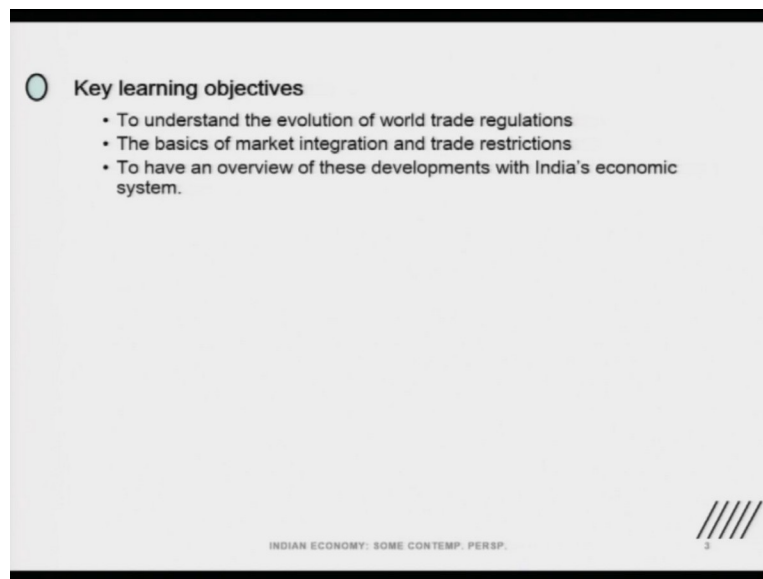 Key learning objectives
• To understand the evolution of world trade regulations
• The basics of market integration and trade restrictions
• To have an overview of these developments with India's economic
system.
INDIAN ECONOMY: SOME CONTEMP. PERSP.
3